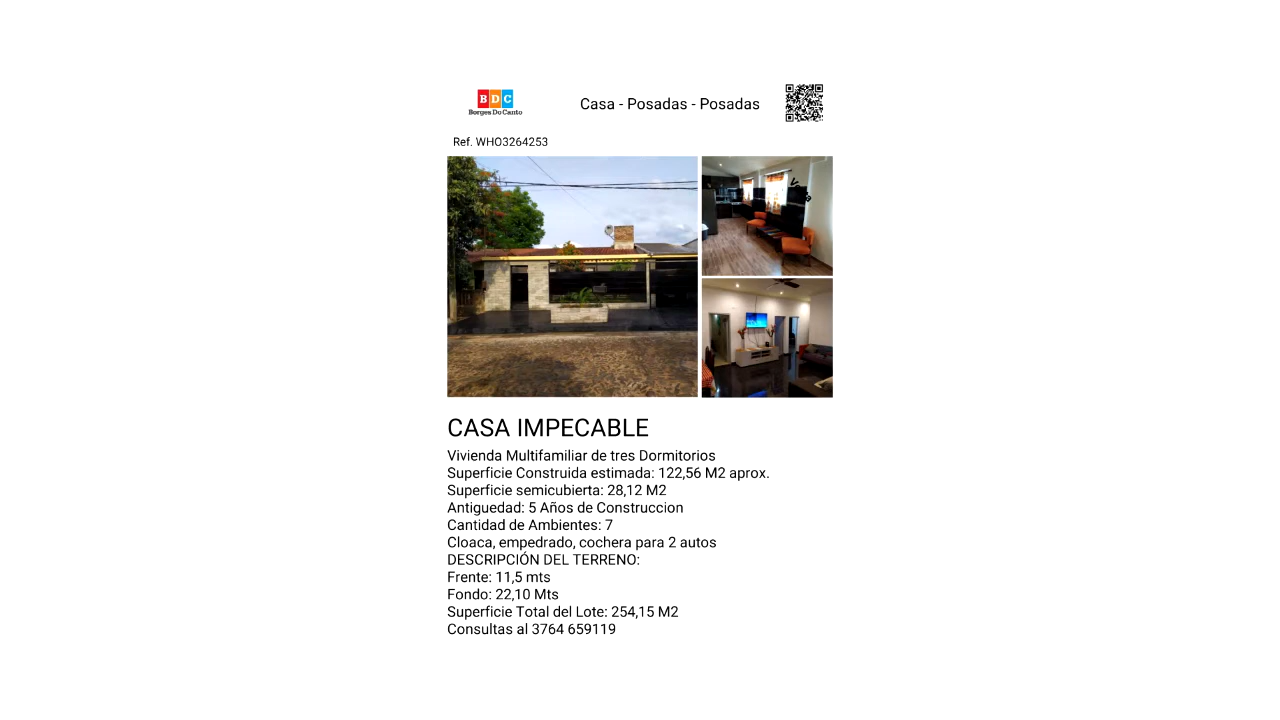 BDC
Borges Do Canto
Casa - Posadas - Posadas
Ref. WHO3264253
CASA IMPECABLE
Vivienda Multifamiliar de tres Dormitorios
Superficie Construida estimada: 122,56 M2 aprox.
Superficie semicubierta: 28,12 M2
Antiguedad: 5 Años de Construccion
Cantidad de Ambientes: 7
Cloaca, empedrado, cochera para 2 autos
DESCRIPCIÓN DEL TERRENO:
Frente: 11,5 mts
Fondo: 22,10 Mts
Superficie Total del Lote: 254,15 M2
Consultas al 3764 659119